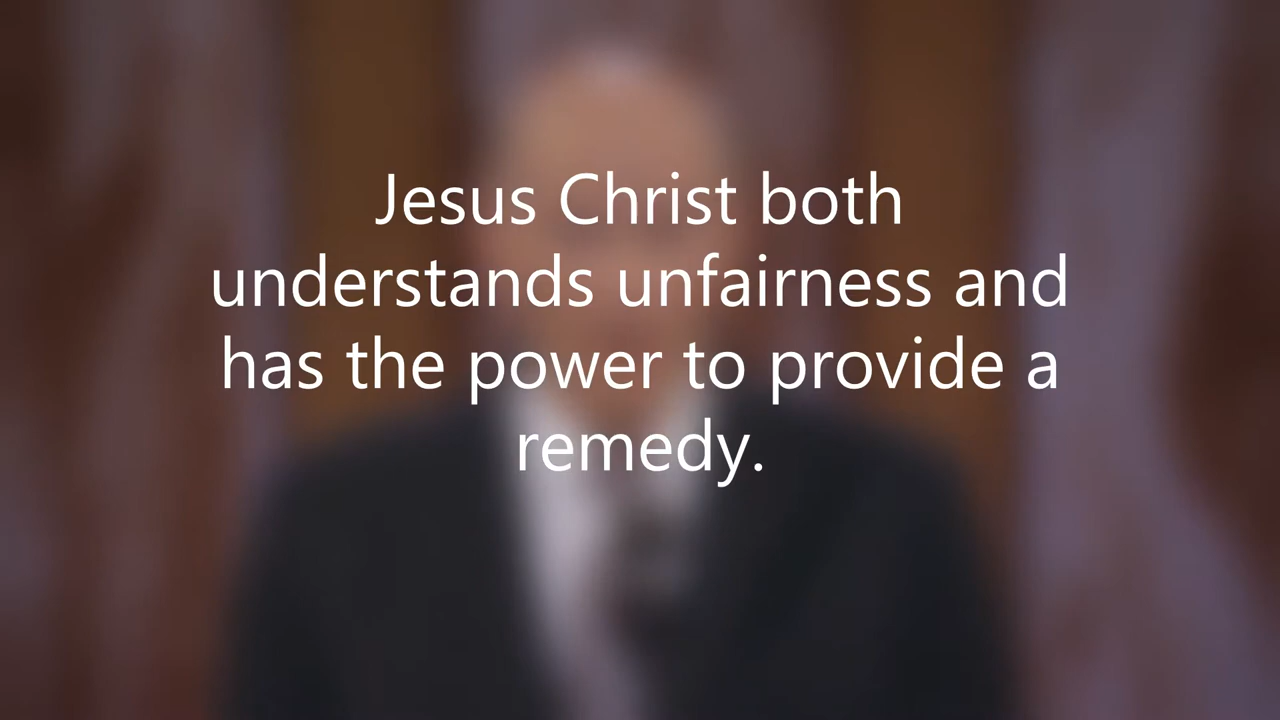 Jesus Christ both
understands unfairness and
has the power to provide a
remedy.